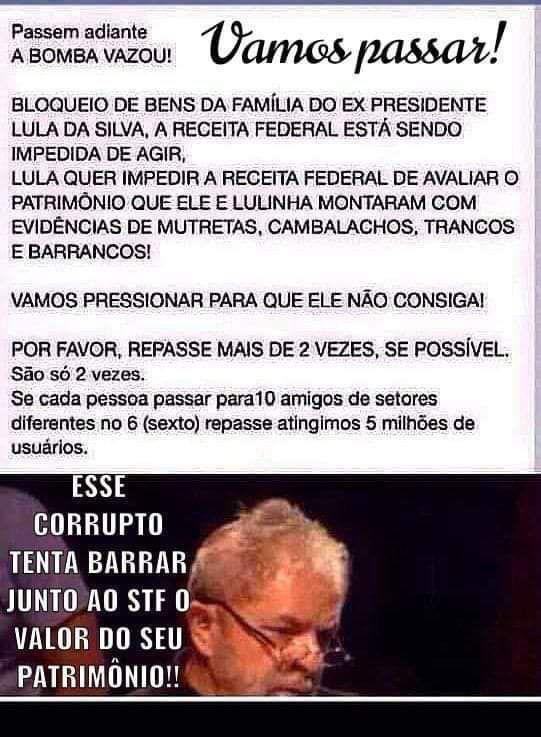 Passem adiante
A BOMBA VAZOU!
Vamos passar!
BLOQUEIO DE BENS DA FAMÍLIA DO EX PRESIDENTE
LULA DA SILVA, A RECEITA FEDERAL ESTÁ SENDO
IMPEDIDA DE AGIR,
LULA QUER IMPEDIR A RECEITA FEDERAL DE AVALIAR O
PATRIMÔNIO QUE ELE E LULINHA MONTARAM COM
EVIDÊNCIAS DE MUTRETAS, CAMBALACHOS, TRANCOS
E BARRANCOS!
VAMOS PRESSIONAR PARA QUE ELE NÃO CONSIGA!
POR FAVOR, REPASSE MAIS DE 2 VEZES, SE POSSÍVEL.
São só 2 vezes.
Se cada pessoa passar para10 amigos de setores
diferentes no 6 (sexto) repasse atingimos 5 milhões de
usuários.
ESSE
CORRUPTO
TENTA BARRAR
JUNTO AO STF O
VALOR DO SEU
PATRIMÔNIO!!